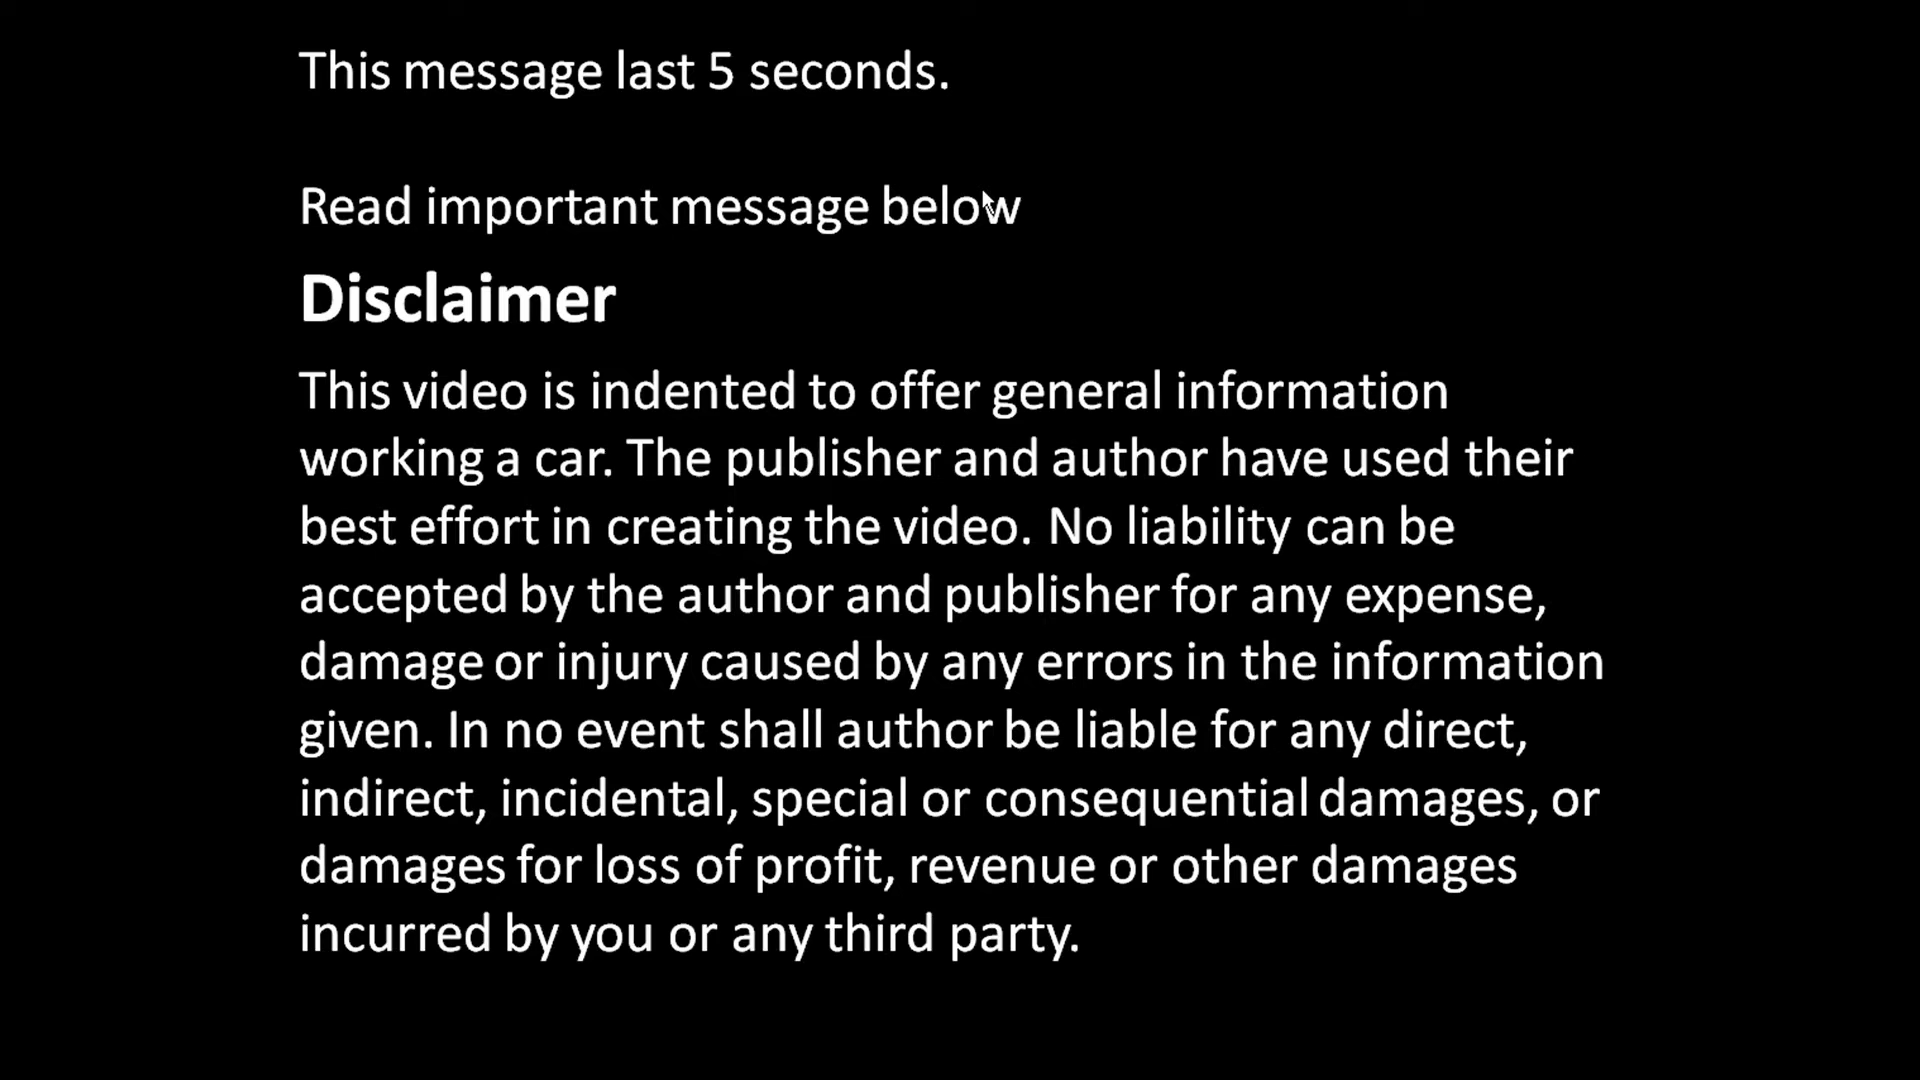 This message last 5 seconds.
Read important message below
Disclaimer
This video is indented to offer general information
working a car. The publisher and author have used their
best effort in creating the video. No liability can be
accepted by the author and publisher for any expense,
damage or injury caused by any errors in the information
given. In no event shall author be liable for any direct,
indirect, incidental, special or consequential damages, or
damages for loss of profit, revenue or other damages
incurred by you or any third party.